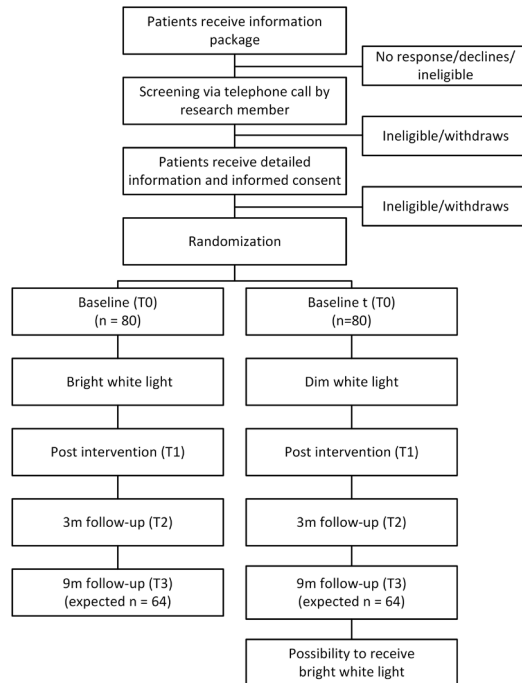 Patients receive information
package
No response/declines/
ineligible
Screening via telephone call by
research member
Ineligible/withdraws
Patients receive detailed
information and informed consent
Ineligible/withdraws
Randomization
Baseline (T0)
(n = 80)
Baseline t (T0)
(n=80)
Bright white light
Dim white light
Post intervention (T1)
Post intervention (T1)
3m follow-up (T2)
3m follow-up (T2)
9m follow-up (T3)
(expected n = 64)
9m follow-up (T3)
(expected n = 64)
Possibility to receive
bright white light